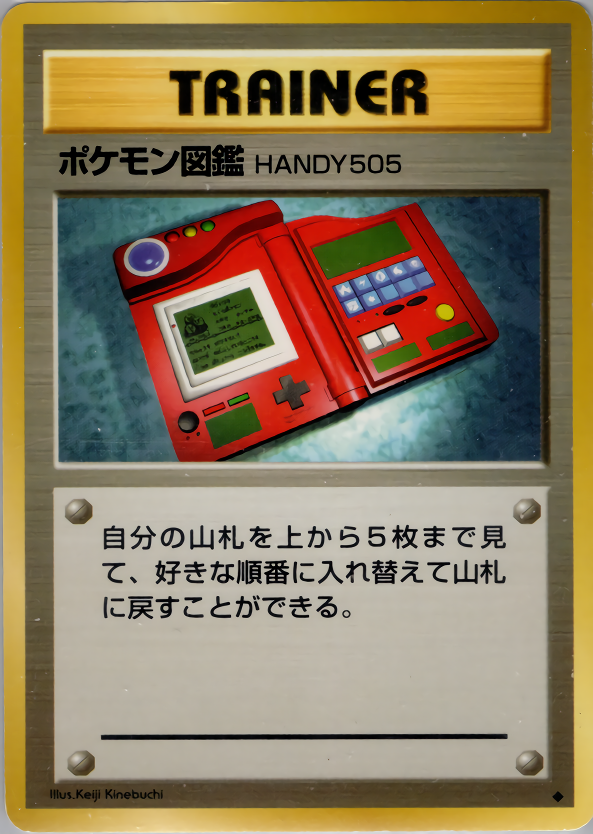 TRAINER
ポケモン図鑑 HANDY505
自分の山札を上から5枚まで見
て、好きな順番に入れ替えて山札
に戻すことができる。
Illus.Keiji Kinebuchi